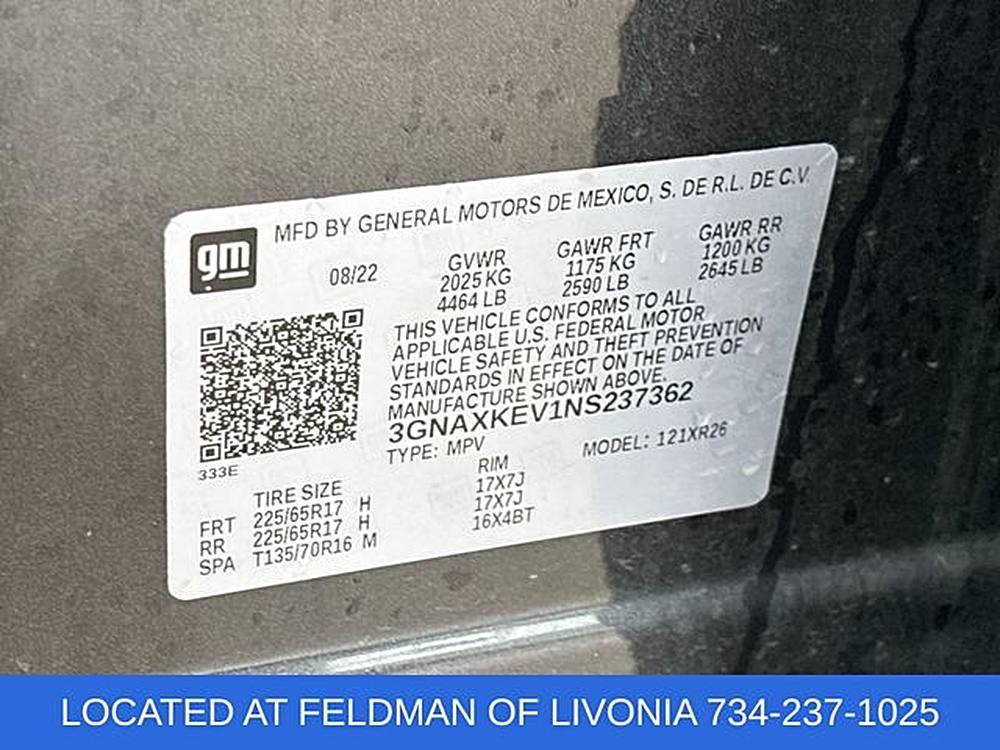 MFD BY GENERAL MOTORS DE MEXICO, S. DE R.L. DE C.V.
gm
08/22
GVWR
2025 KG
4464 LB
GAWR FRT
1175 KG
2590 LB
GAWR RR
1200 KG
2645 LB
THIS VEHICLE CONFORMS TO ALL
APPLICABLE U.S. FEDERAL MOTOR
VEHICLE SAFETY AND THEFT PREVENTION
STANDARDS IN EFFECT ON THE DATE OF
MANUFACTURE SHOWN ABOVE.
3GNAXKEV1NS237362
TYPE: MPV MODEL: 121XR26
333E
TIRE SIZE RIM
FRT 225/65R17 H 17X7J
RR 225/65R17 H 17X7J
SPA T135/70R16 M 16X4BT
LOCATED AT FELDMAN OF LIVONIA 734-237-1025